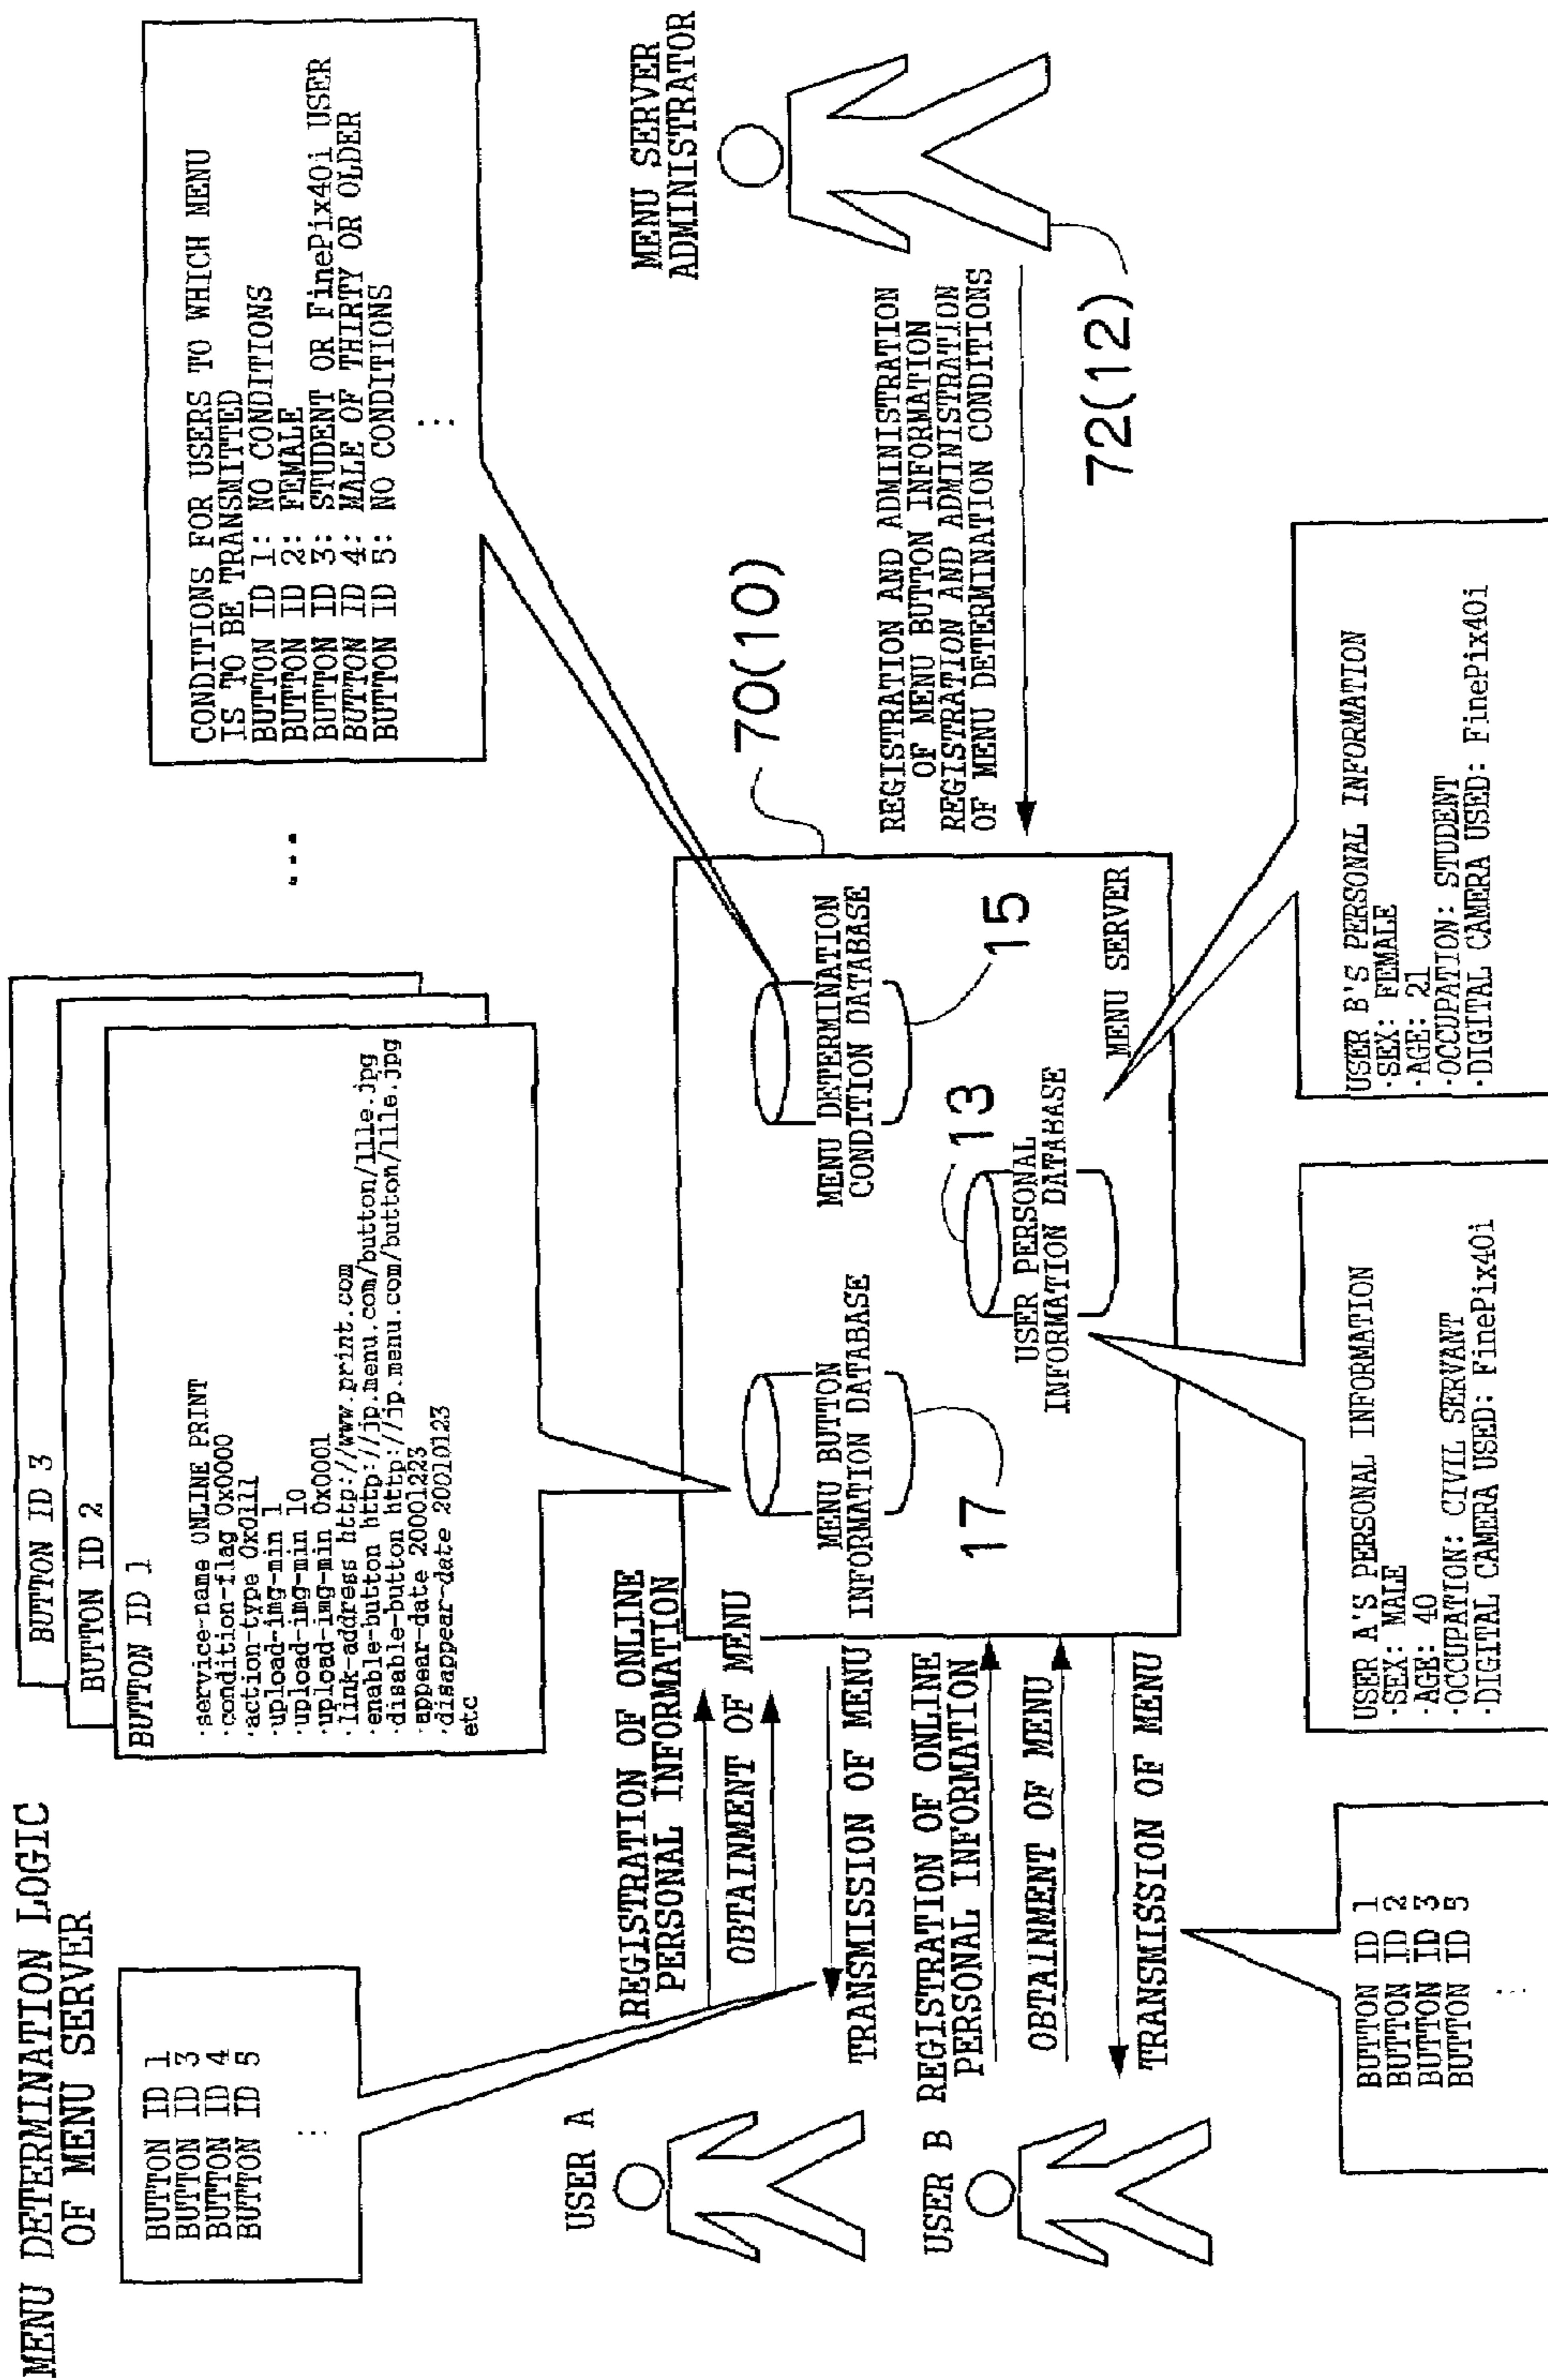 MENU DETERMINATION LOGIC
OF MENU SERVER
BUTTON ID 1
BUTTON ID 3
BUTTON ID 4
BUTTON ID 5
⋮
BUTTON ID 3
BUTTON ID 2
BUTTON ID 1
·service-name ONLINE PRINT
·condition-flag 0x0000
·action-type 0x0111
·upload-img-min 1
·upload-img-min 10
·upload-img-min 0x0001
·link-address http://www.print.com
·enable-button http://jp.menu.com/button/111e.jpg
·disable-button http://jp.menu.com/button/111e.jpg
·appear-date 20001223
·disappear-date 20010123
etc
...
CONDITIONS FOR USERS TO WHICH MENU
IS TO BE TRANSMITTED
BUTTON ID 1: NO CONDITIONS
BUTTON ID 2: FEMALE
BUTTON ID 3: STUDENT OR FinePix40i USER
BUTTON ID 4: MALE OF THIRTY OR OLDER
BUTTON ID 5: NO CONDITIONS
⋮
USER A
REGISTRATION OF ONLINE
PERSONAL INFORMATION
OBTAINMENT OF MENU
TRANSMISSION OF MENU
USER B
REGISTRATION OF ONLINE
PERSONAL INFORMATION
OBTAINMENT OF MENU
TRANSMISSION OF MENU
70(10)
MENU BUTTON
INFORMATION DATABASE
17
MENU DETERMINATION
CONDITION DATABASE
15
13
USER PERSONAL
INFORMATION DATABASE
MENU SERVER
MENU SERVER
ADMINISTRATOR
REGISTRATION AND ADMINISTRATION
OF MENU BUTTON INFORMATION
REGISTRATION AND ADMINISTRATION
OF MENU DETERMINATION CONDITIONS
72(12)
BUTTON ID 1
BUTTON ID 2
BUTTON ID 3
BUTTON ID 5
⋮
USER A'S PERSONAL INFORMATION
·SEX: MALE
·AGE: 40
·OCCUPATION: CIVIL SERVANT
·DIGITAL CAMERA USED: FinePix40i
USER B'S PERSONAL INFORMATION
·SEX: FEMALE
·AGE: 21
·OCCUPATION: STUDENT
·DIGITAL CAMERA USED: FinePix40i